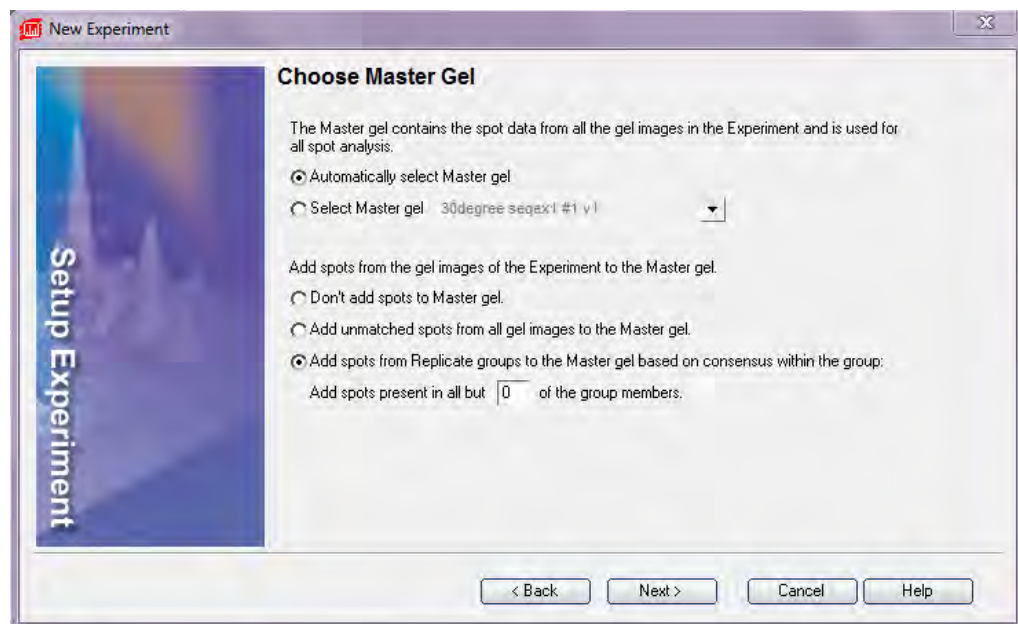 New Experiment
Choose Master Gel
The Master gel contains the spot data from all the gel images in the Experiment and is used for
all spot analysis.
Automatically select Master gel
Select Master gel 30degree seqex1 #1 v1
Add spots from the gel images of the Experiment to the Master gel.
Don't add spots to Master gel.
Add unmatched spots from all gel images to the Master gel.
Add spots from Replicate groups to the Master gel based on consensus within the group:
Add spots present in all but 0 of the group members.
Setup Experiment
< Back Next > Cancel Help